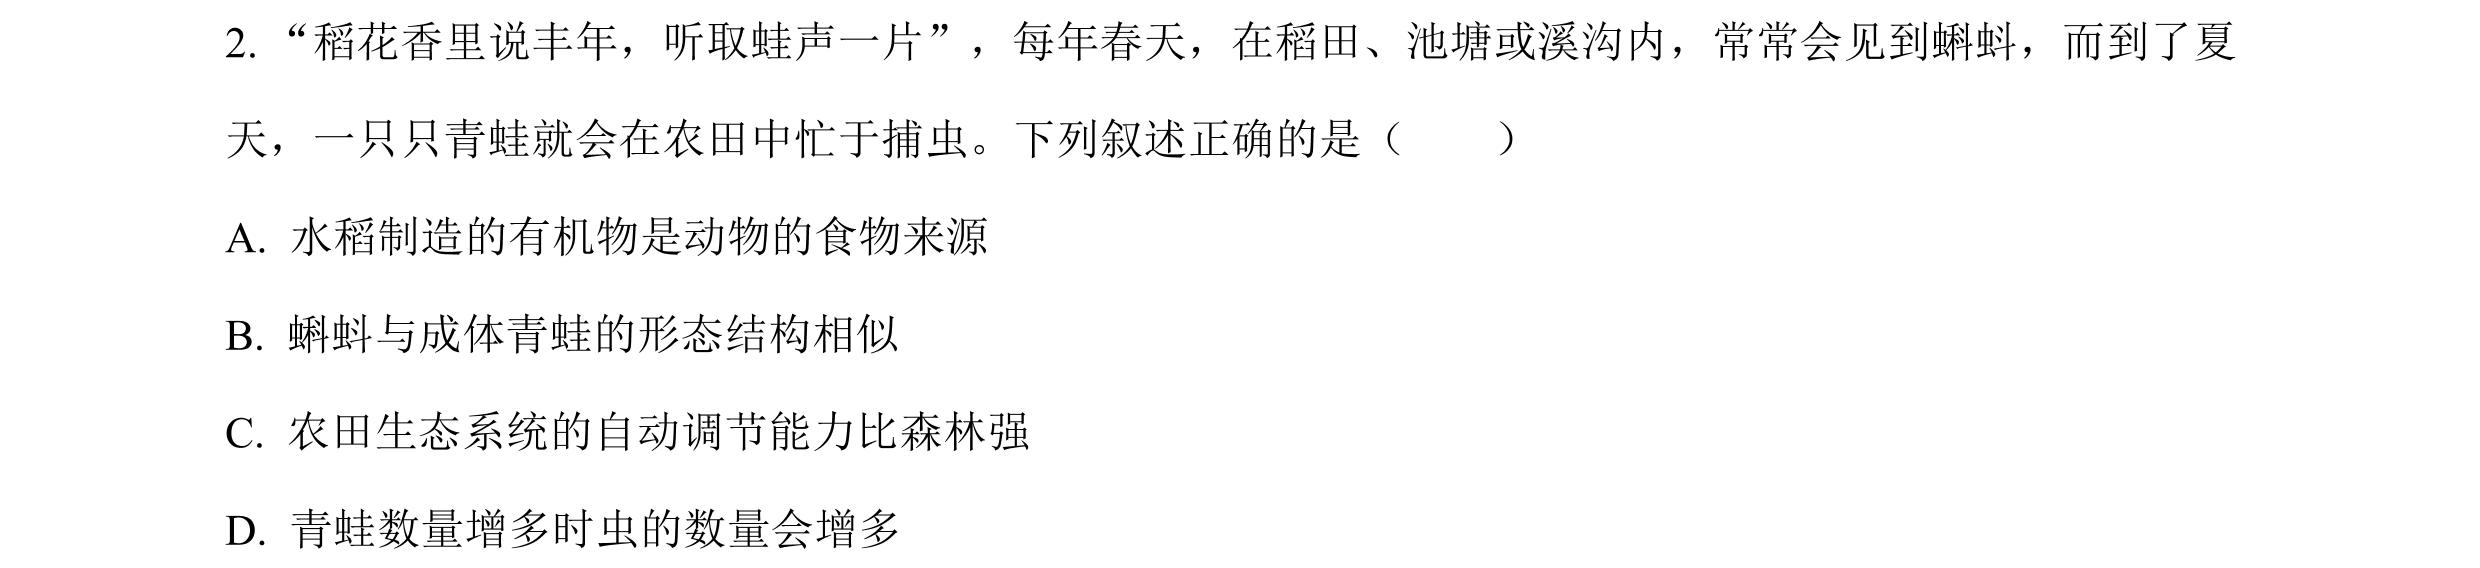 2. “稻花香里说丰年，听取蛙声一片”，每年春天，在稻田、池塘或溪沟内，常常会见到蝌蚪，而到了夏
天，一只只青蛙就会在农田中忙于捕虫。下列叙述正确的是（　　）
A. 水稻制造的有机物是动物的食物来源
B. 蝌蚪与成体青蛙的形态结构相似
C. 农田生态系统的自动调节能力比森林强
D. 青蛙数量增多时虫的数量会增多